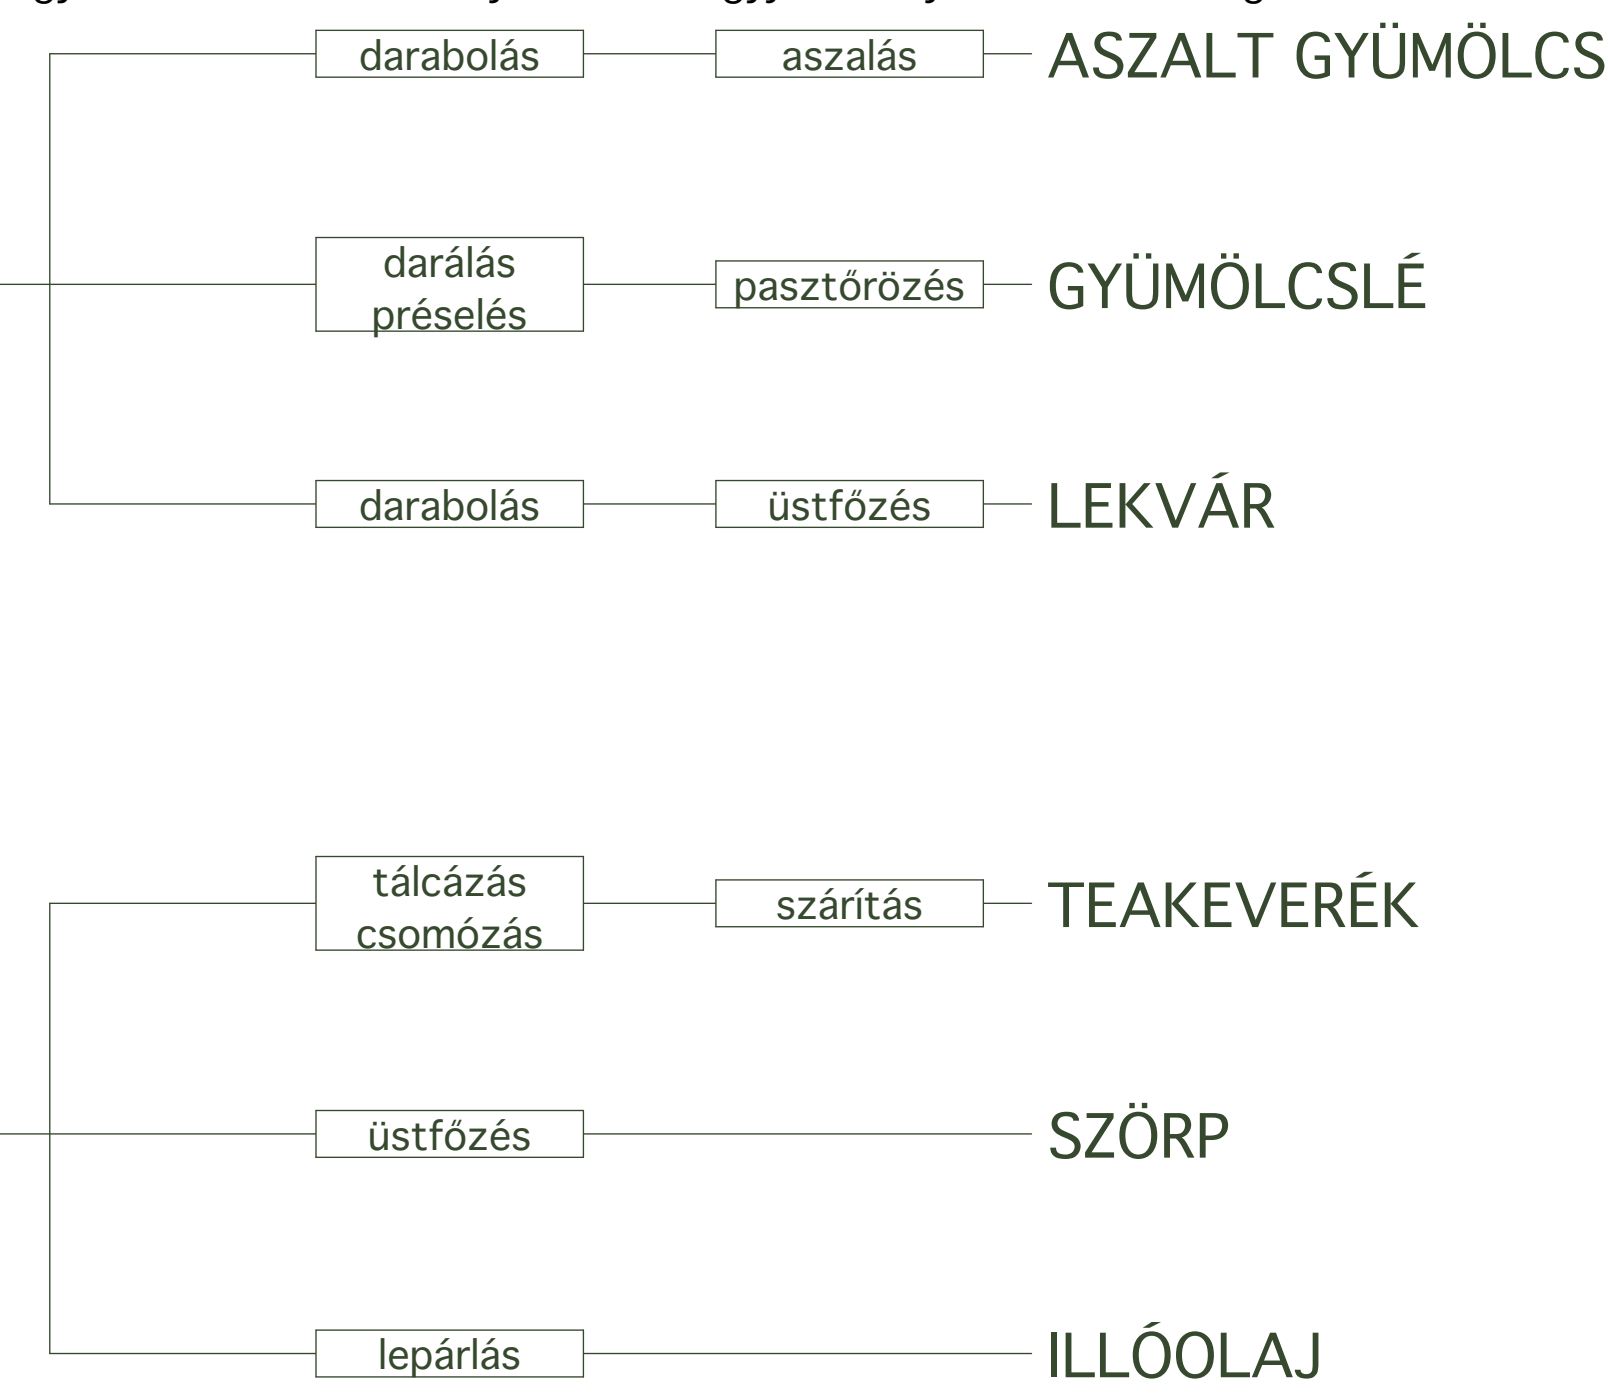 darabolás aszalás ASZALT GYÜMÖLCS
darálás
préselés
pasztőrözés GYÜMÖLCSLÉ
darabolás üstfőzés LEKVÁR
tálcázás
csomózás
szárítás TEAKEVERÉK
üstfőzés SZÖRP
lepárlás ILLÓOLAJ